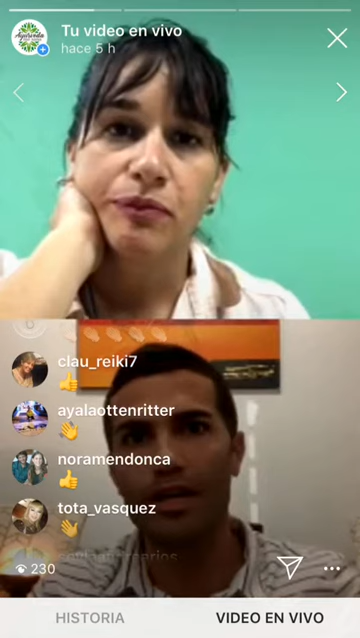 Tu video en vivo
hace 5 h
clau_reiki7
ayalaottenritter
noramendonca
tota_vasquez
230
HISTORIA
VIDEO EN VIVO